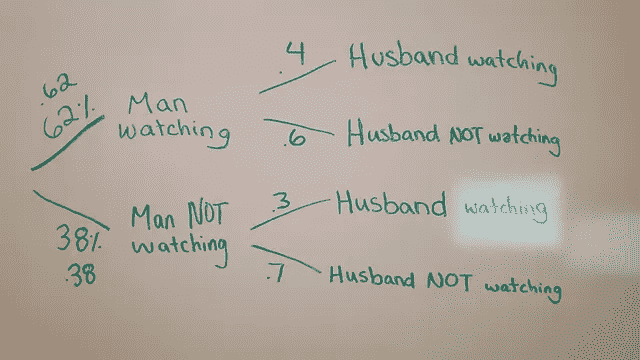 .62
62%
Man
watching
.4
Husband watching
.6
Husband NOT watching
38%
.38
Man NOT
watching
.3
Husband watching
.7
Husband NOT watching